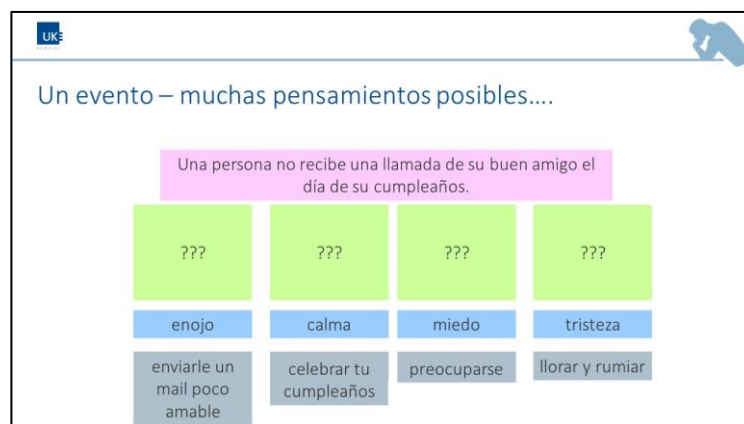 UKE
Un evento – muchas pensamientos posibles....
Una persona no recibe una llamada de su buen amigo el
día de su cumpleaños.
???
???
???
???
enojo
calma
miedo
tristeza
enviarle un
mail poco
amable
celebrar tu
cumpleaños
preocuparse
llorar y rumiar